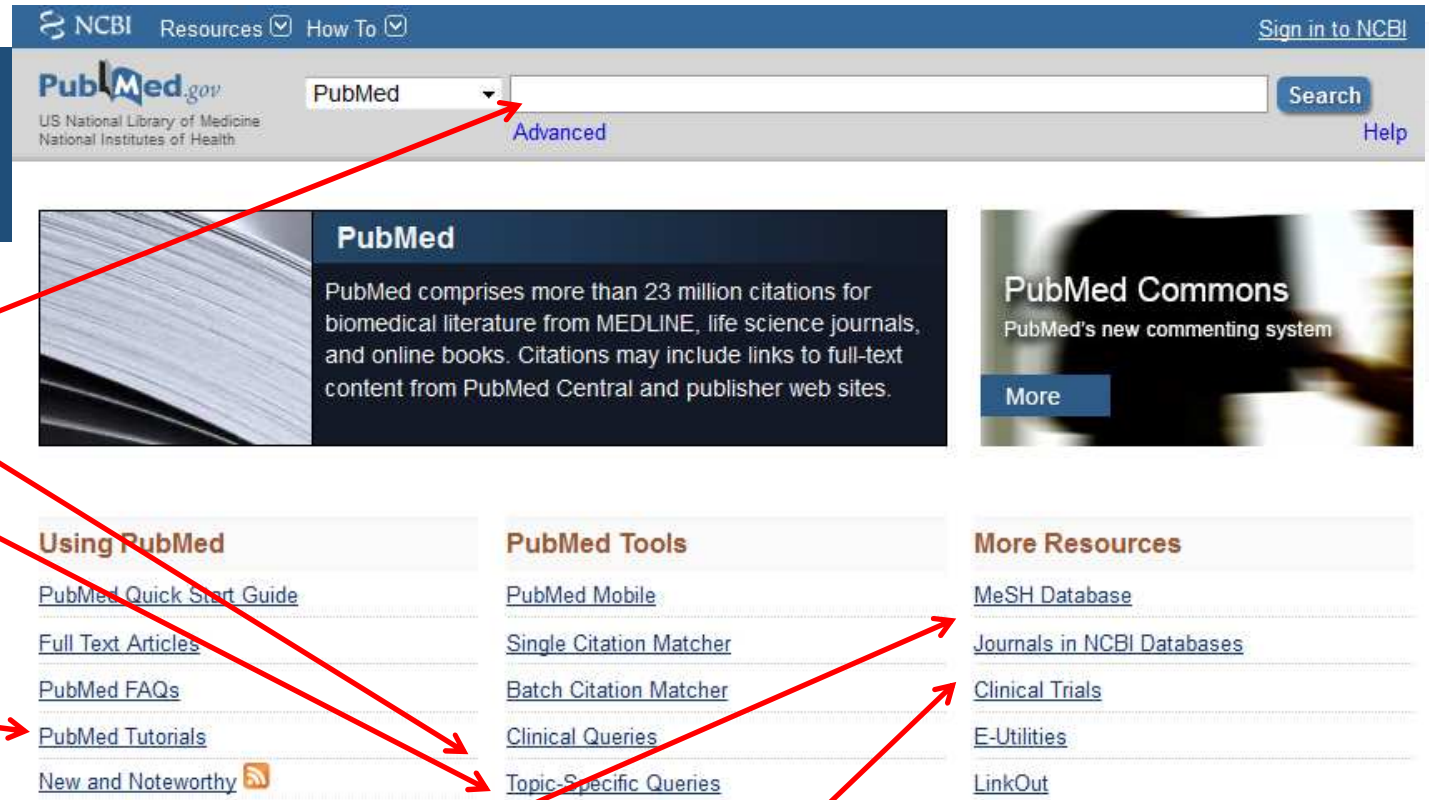 NCBI Resources How To Sign in to NCBI
PubMed.gov
US National Library of Medicine
National Institutes of Health
PubMed Search
Advanced Help
PubMed
PubMed comprises more than 23 million citations for
biomedical literature from MEDLINE, life science journals,
and online books. Citations may include links to full-text
content from PubMed Central and publisher web sites.
PubMed Commons
PubMed's new commenting system
More
Using PubMed
PubMed Quick Start Guide
Full Text Articles
PubMed FAQs
PubMed Tutorials
New and Noteworthy
PubMed Tools
PubMed Mobile
Single Citation Matcher
Batch Citation Matcher
Clinical Queries
Topic-Specific Queries
More Resources
MeSH Database
Journals in NCBI Databases
Clinical Trials
E-Utilities
LinkOut